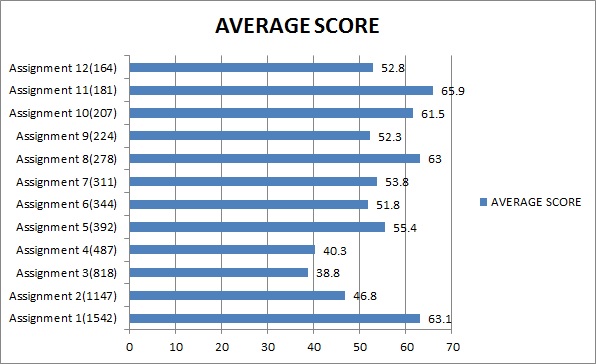 AVERAGE SCORE
Assignment 12(164) 52.8
Assignment 11(181) 65.9
Assignment 10(207) 61.5
Assignment 9(224) 52.3
Assignment 8(278) 63
Assignment 7(311) 53.8
Assignment 6(344) 51.8
Assignment 5(392) 55.4
Assignment 4(487) 40.3
Assignment 3(818) 38.8
Assignment 2(1147) 46.8
Assignment 1(1542) 63.1
0 10 20 30 40 50 60 70
AVERAGE SCORE